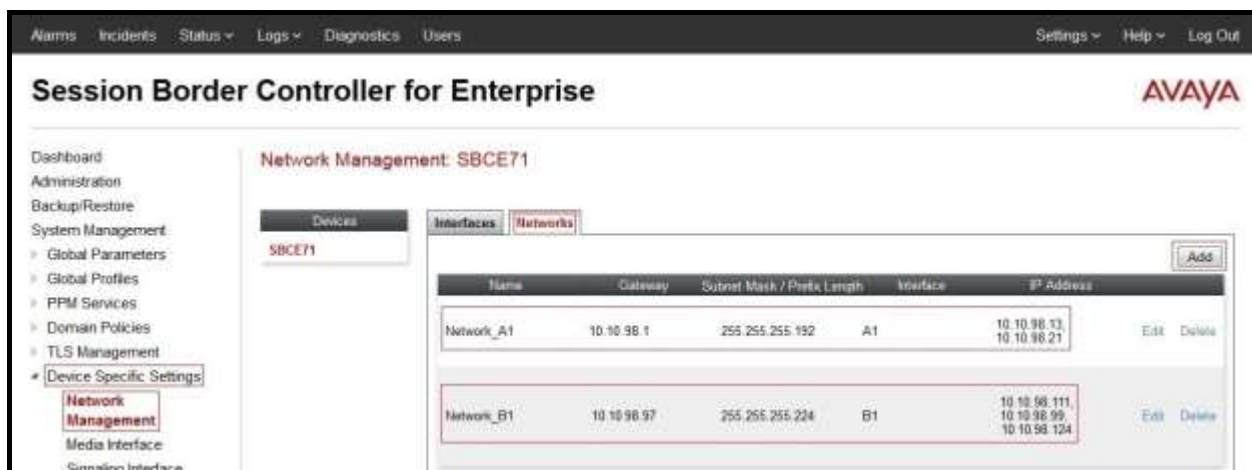 Alarms Incidents Status Logs Diagnostics Users Settings Help Log Out
Session Border Controller for Enterprise
AVAYA
Dashboard
Administration
Backup/Restore
System Management
Global Parameters
Global Profiles
PPM Services
Domain Policies
TLS Management
Device Specific Settings
Network
Management
Media Interface
Signaling Interface
Network Management: SBCE71
Devices
SBCE71
Interfaces Networks
Add
Name Gateway Subnet Mask / Prefix Length Interface IP Address
Network_A1 10.10.98.1 255.255.255.192 A1 10.10.98.13,
10.10.98.21
Edit Delete
Network_B1 10.10.98.97 255.255.255.224 B1 10.10.98.111,
10.10.98.99,
10.10.98.124
Edit Delete